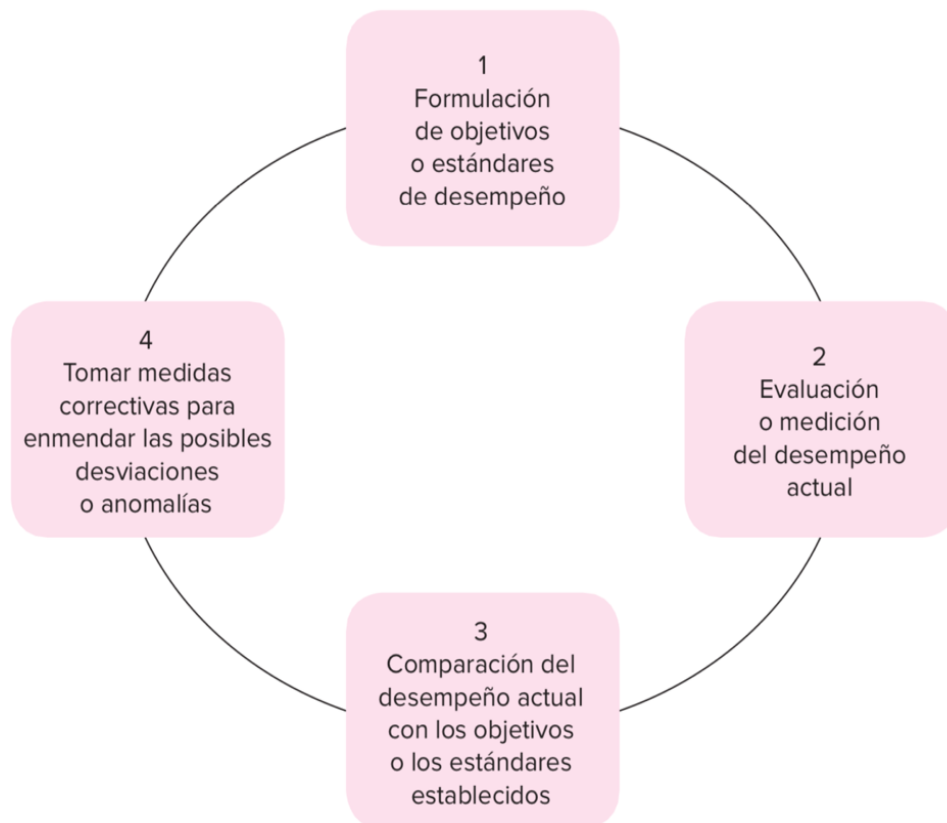 1
Formulación
de objetivos
o estándares
de desempeño
2
Evaluación
o medición
del desempeño
actual
3
Comparación del
desempeño actual
con los objetivos
o los estándares
establecidos
4
Tomar medidas
correctivas para
enmendar las posibles
desviaciones
o anomalías